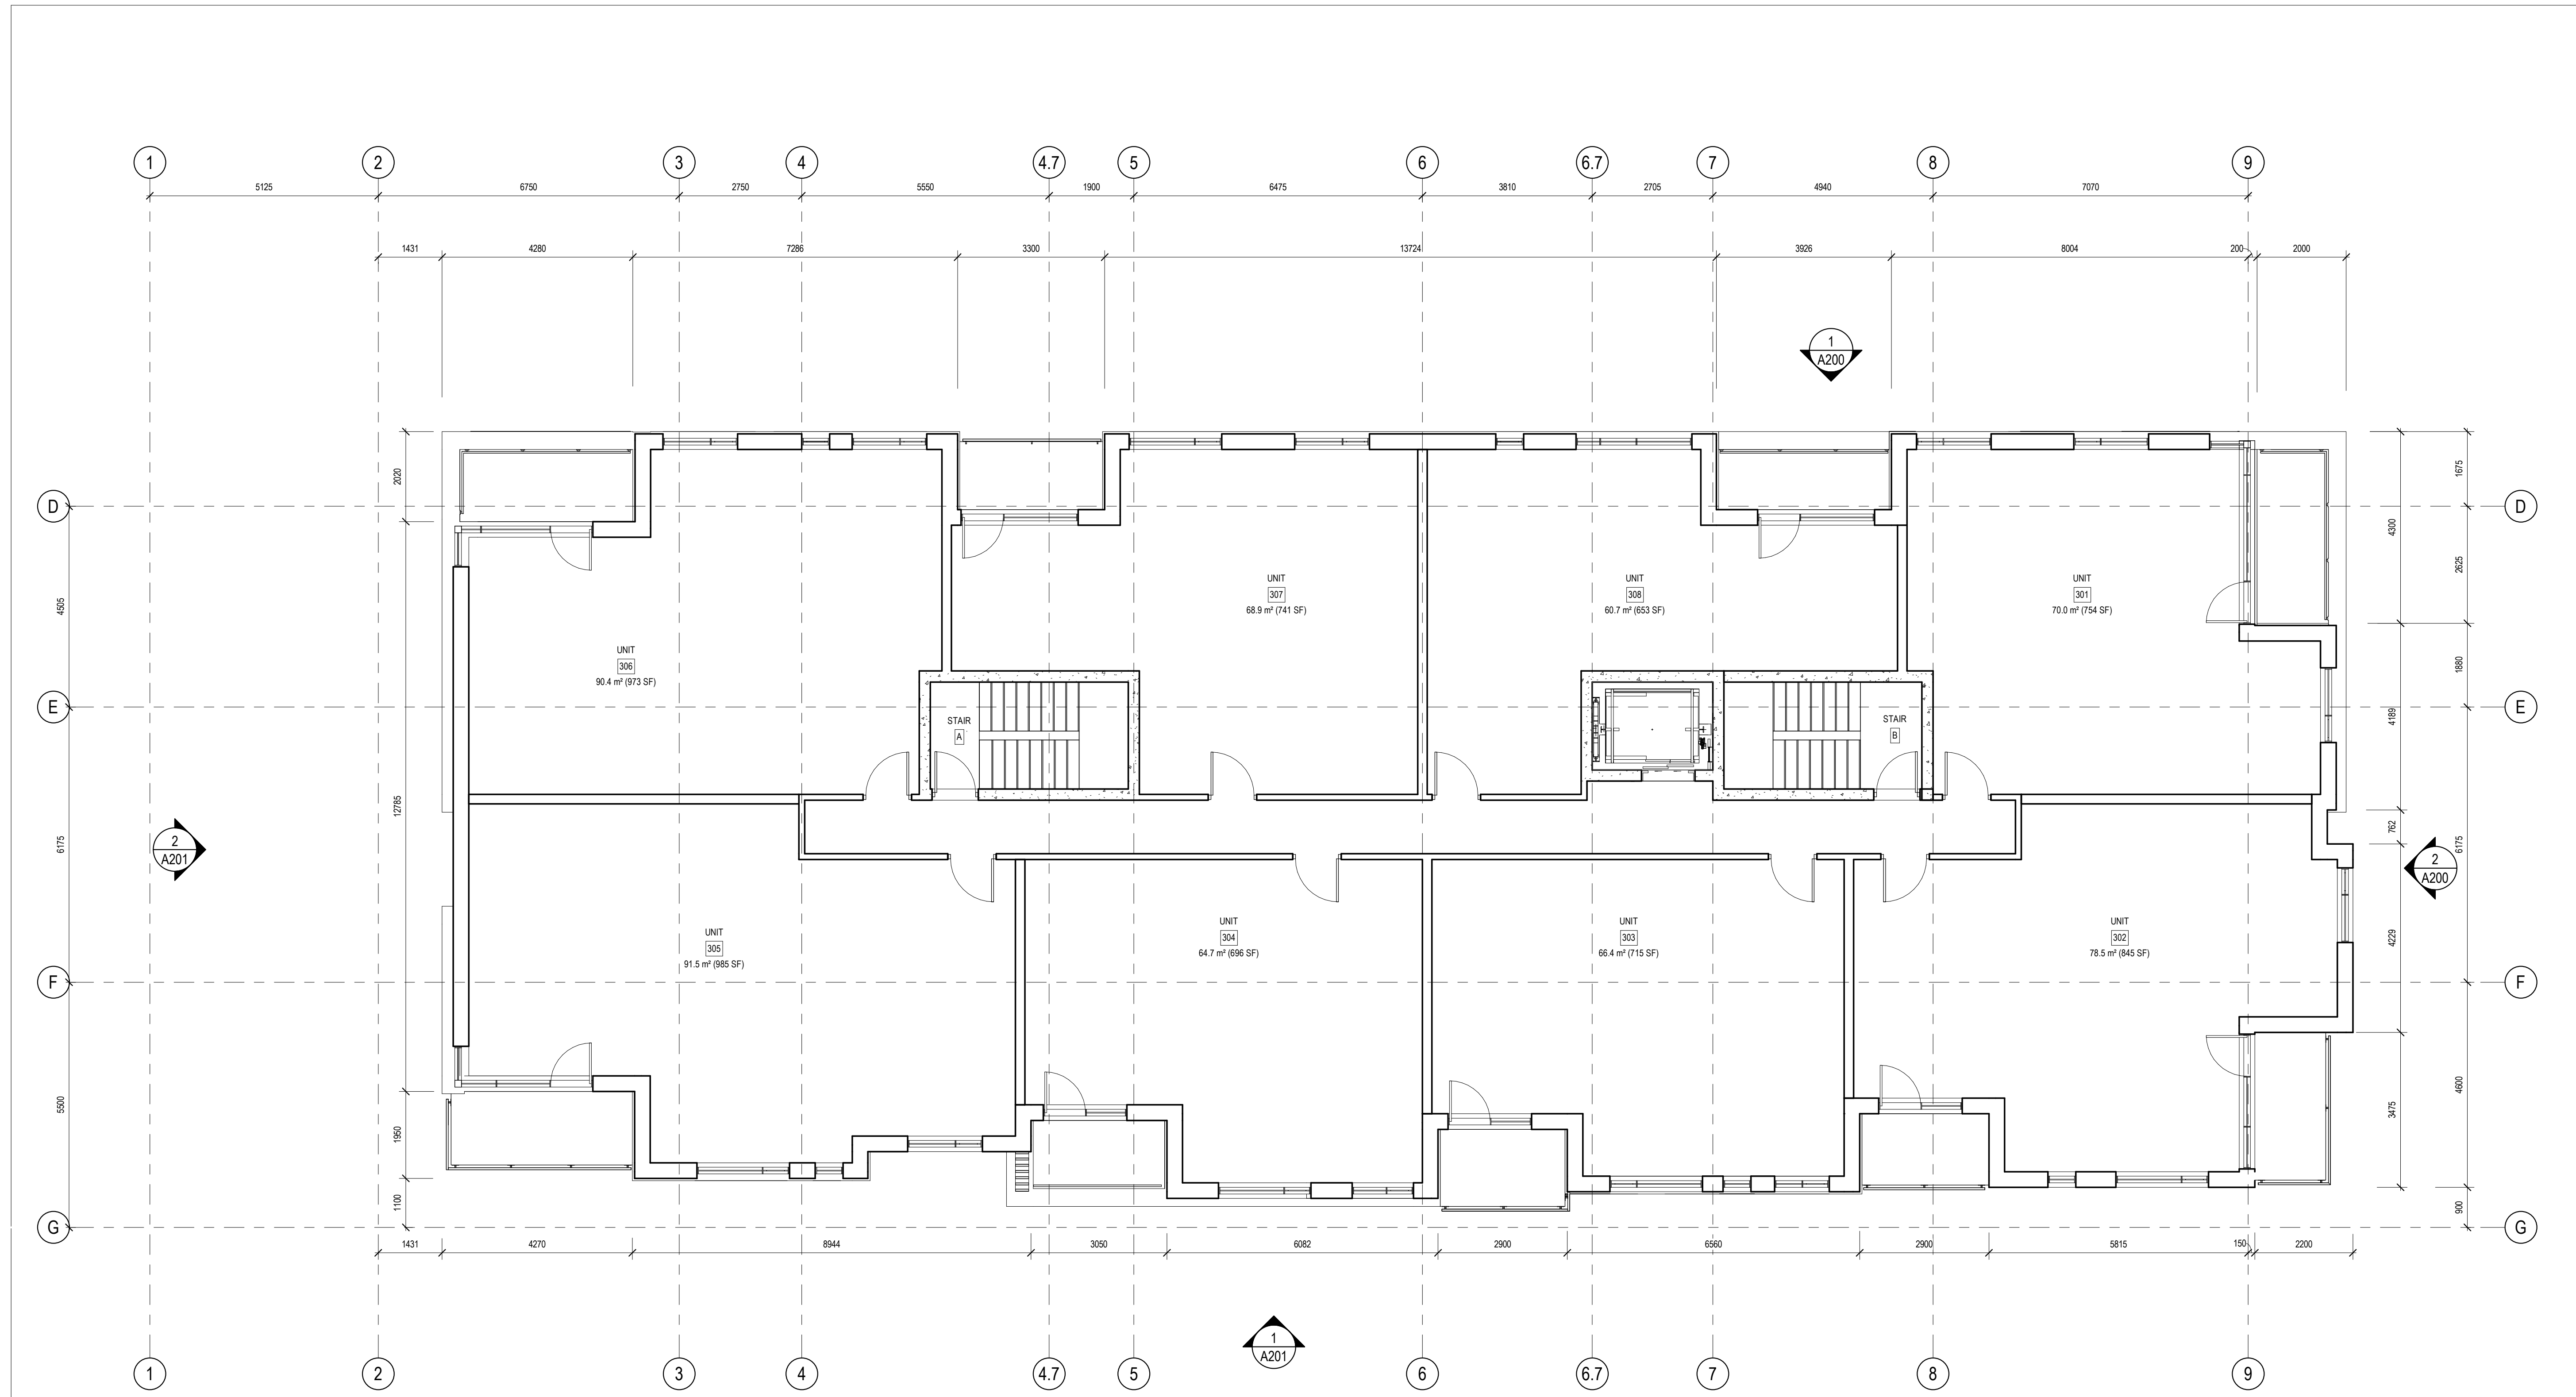 1 2 3 4 4.7 5 6 6.7 7 8 9
5125 6750 2750 5550 1900 6475 3810 2705 4940 7070
1431 4280 7286 3300 13724 3926 8004 200 2000
1
A200
2020
12785
1950
1100
D
E
F
G
4505
6175
5500
2
A201
UNIT
306
90.4 m² (973 SF)
UNIT
307
68.9 m² (741 SF)
UNIT
308
60.7 m² (653 SF)
UNIT
301
70.0 m² (754 SF)
STAIR
A
STAIR
B
UNIT
305
91.5 m² (985 SF)
UNIT
304
64.7 m² (696 SF)
UNIT
303
66.4 m² (715 SF)
UNIT
302
78.5 m² (845 SF)
4300
4189
762
4229
3475
1675
2625
1880
6175
4600
900
2
A200
D
E
F
G
1431 4270 8944 3050 6082 2900 6560 2900 5815 150 2200
1
A201
1 2 3 4 4.7 5 6 6.7 7 8 9